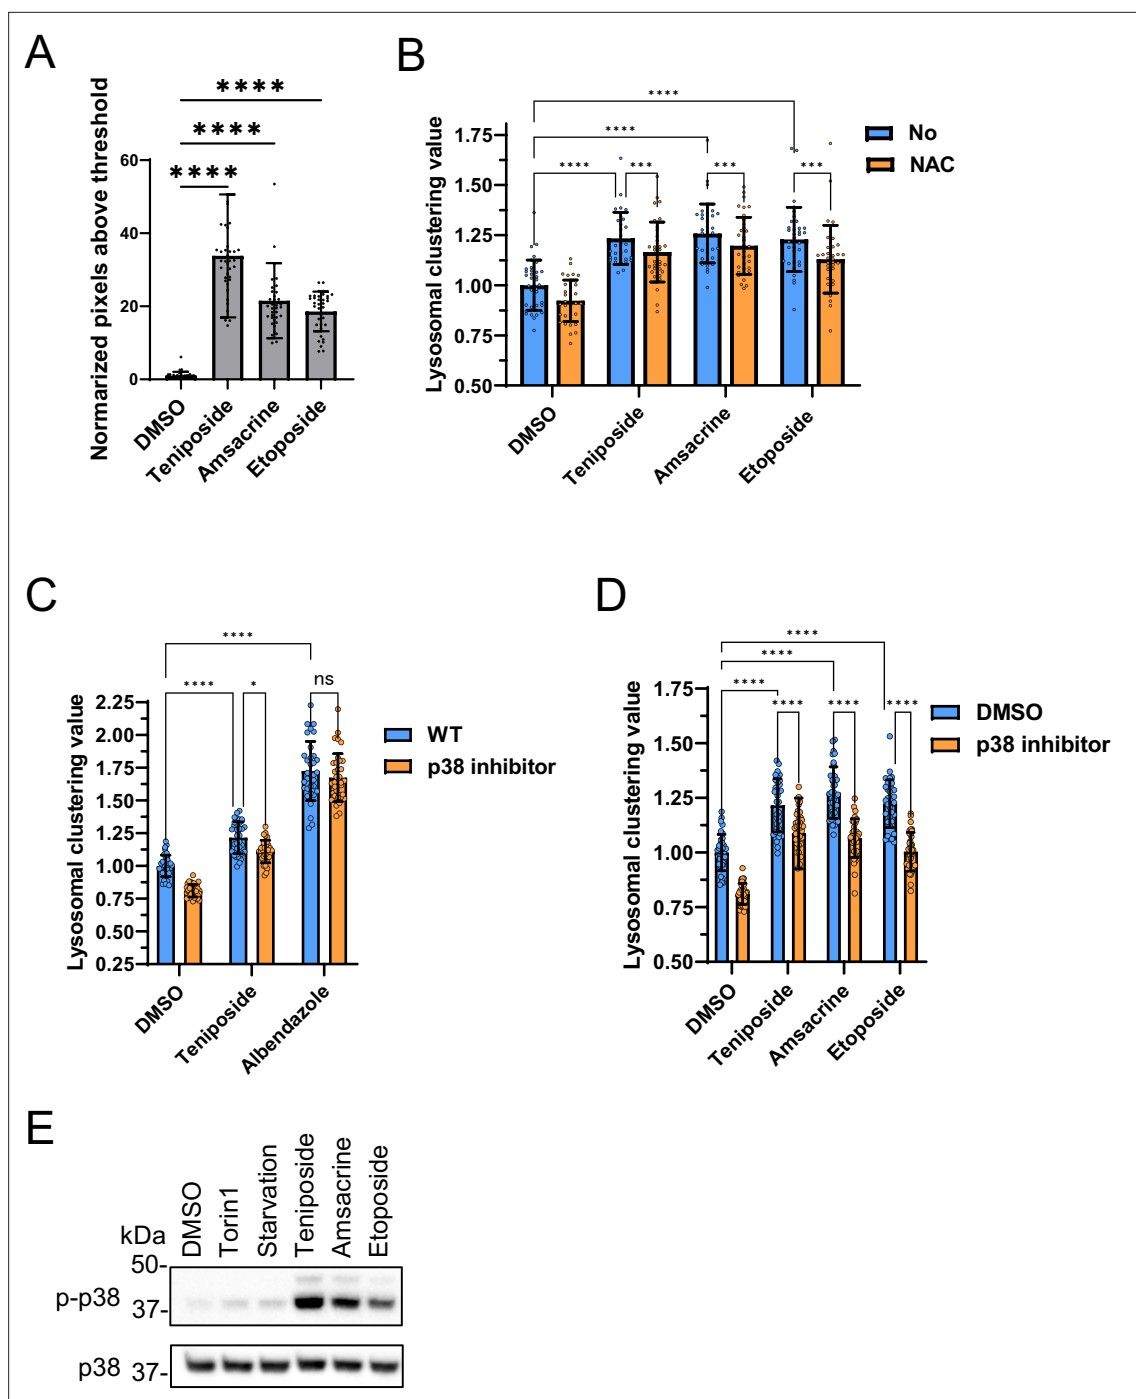 A
****
****
****
Normarized pixels above threshold
60
40
20
0
DMSO
Teniposide
Amsacrine
Etoposide
B
****
****
****
***
***
***
No
NAC
Lysosomal clustering value
1.75
1.50
1.25
1.00
0.75
0.50
DMSO
Teniposide
Amsacrine
Etoposide
C
****
****
*
ns
WT
p38 inhibitor
Lysosomal clustering value
2.25
2.00
1.75
1.50
1.25
1.00
0.75
0.50
0.25
DMSO
Teniposide
Albendazole
D
****
****
****
****
****
****
DMSO
p38 inhibitor
Lysosomal clustering value
1.75
1.50
1.25
1.00
0.75
0.50
DMSO
Teniposide
Amsacrine
Etoposide
E
kDa
DMSO
Torin1
Starvation
Teniposide
Amsacrine
Etoposide
50-
p-p38
37-
p38 37-